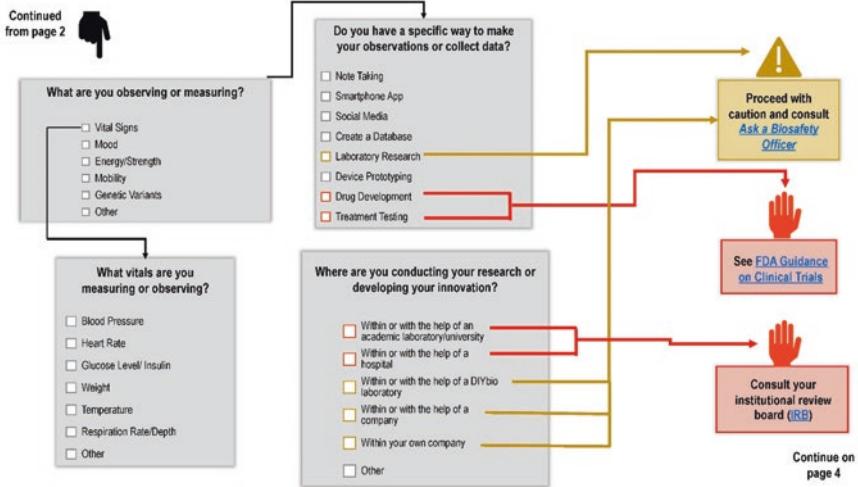 Continued
from page 2
What are you observing or measuring?
Vital Signs
Mood
Energy/Strength
Mobility
Genetic Variants
Other
What vitals are you
measuring or observing?
Blood Pressure
Heart Rate
Glucose Level/ Insulin
Weight
Temperature
Respiration Rate/Depth
Other
Do you have a specific way to make
your observations or collect data?
Note Taking
Smartphone App
Social Media
Create a Database
Laboratory Research
Device Prototyping
Drug Development
Treatment Testing
Where are you conducting your research or
developing your innovation?
Within or with the help of an
academic laboratory/university
Within or with the help of a
hospital
Within or with the help of a DIYbio
laboratory
Within or with the help of a
company
Within your own company
Other
Proceed with
caution and consult
Ask a Biosafety
Officer
See FDA Guidance
on Clinical Trials
Consult your
institutional review
board (IRB)
Continue on
page 4